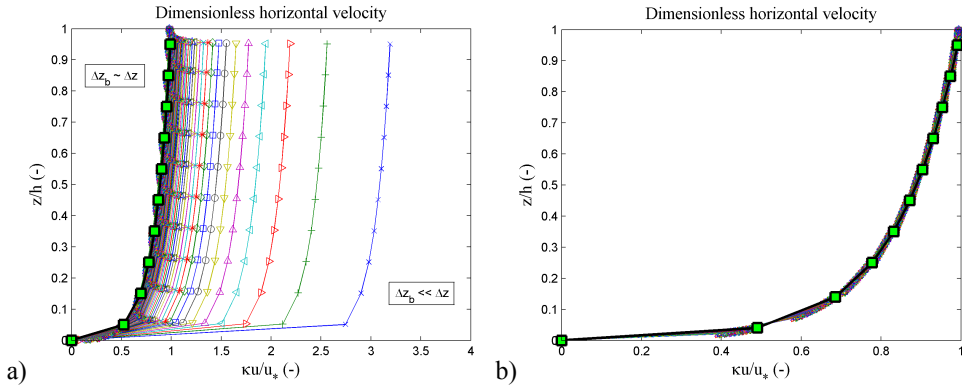 Dimensionless horizontal velocity
1
0.9
0.8
0.7
0.6
0.5
0.4
0.3
0.2
0.1
0
z/h (-)
Δz_b ~ Δz
Δz_b << Δz
0 0.5 1 1.5 2 2.5 3 3.5 4
κu/u_* (-)
a)
Dimensionless horizontal velocity
1
0.9
0.8
0.7
0.6
0.5
0.4
0.3
0.2
0.1
0
z/h (-)
0 0.2 0.4 0.6 0.8 1
κu/u_* (-)
b)